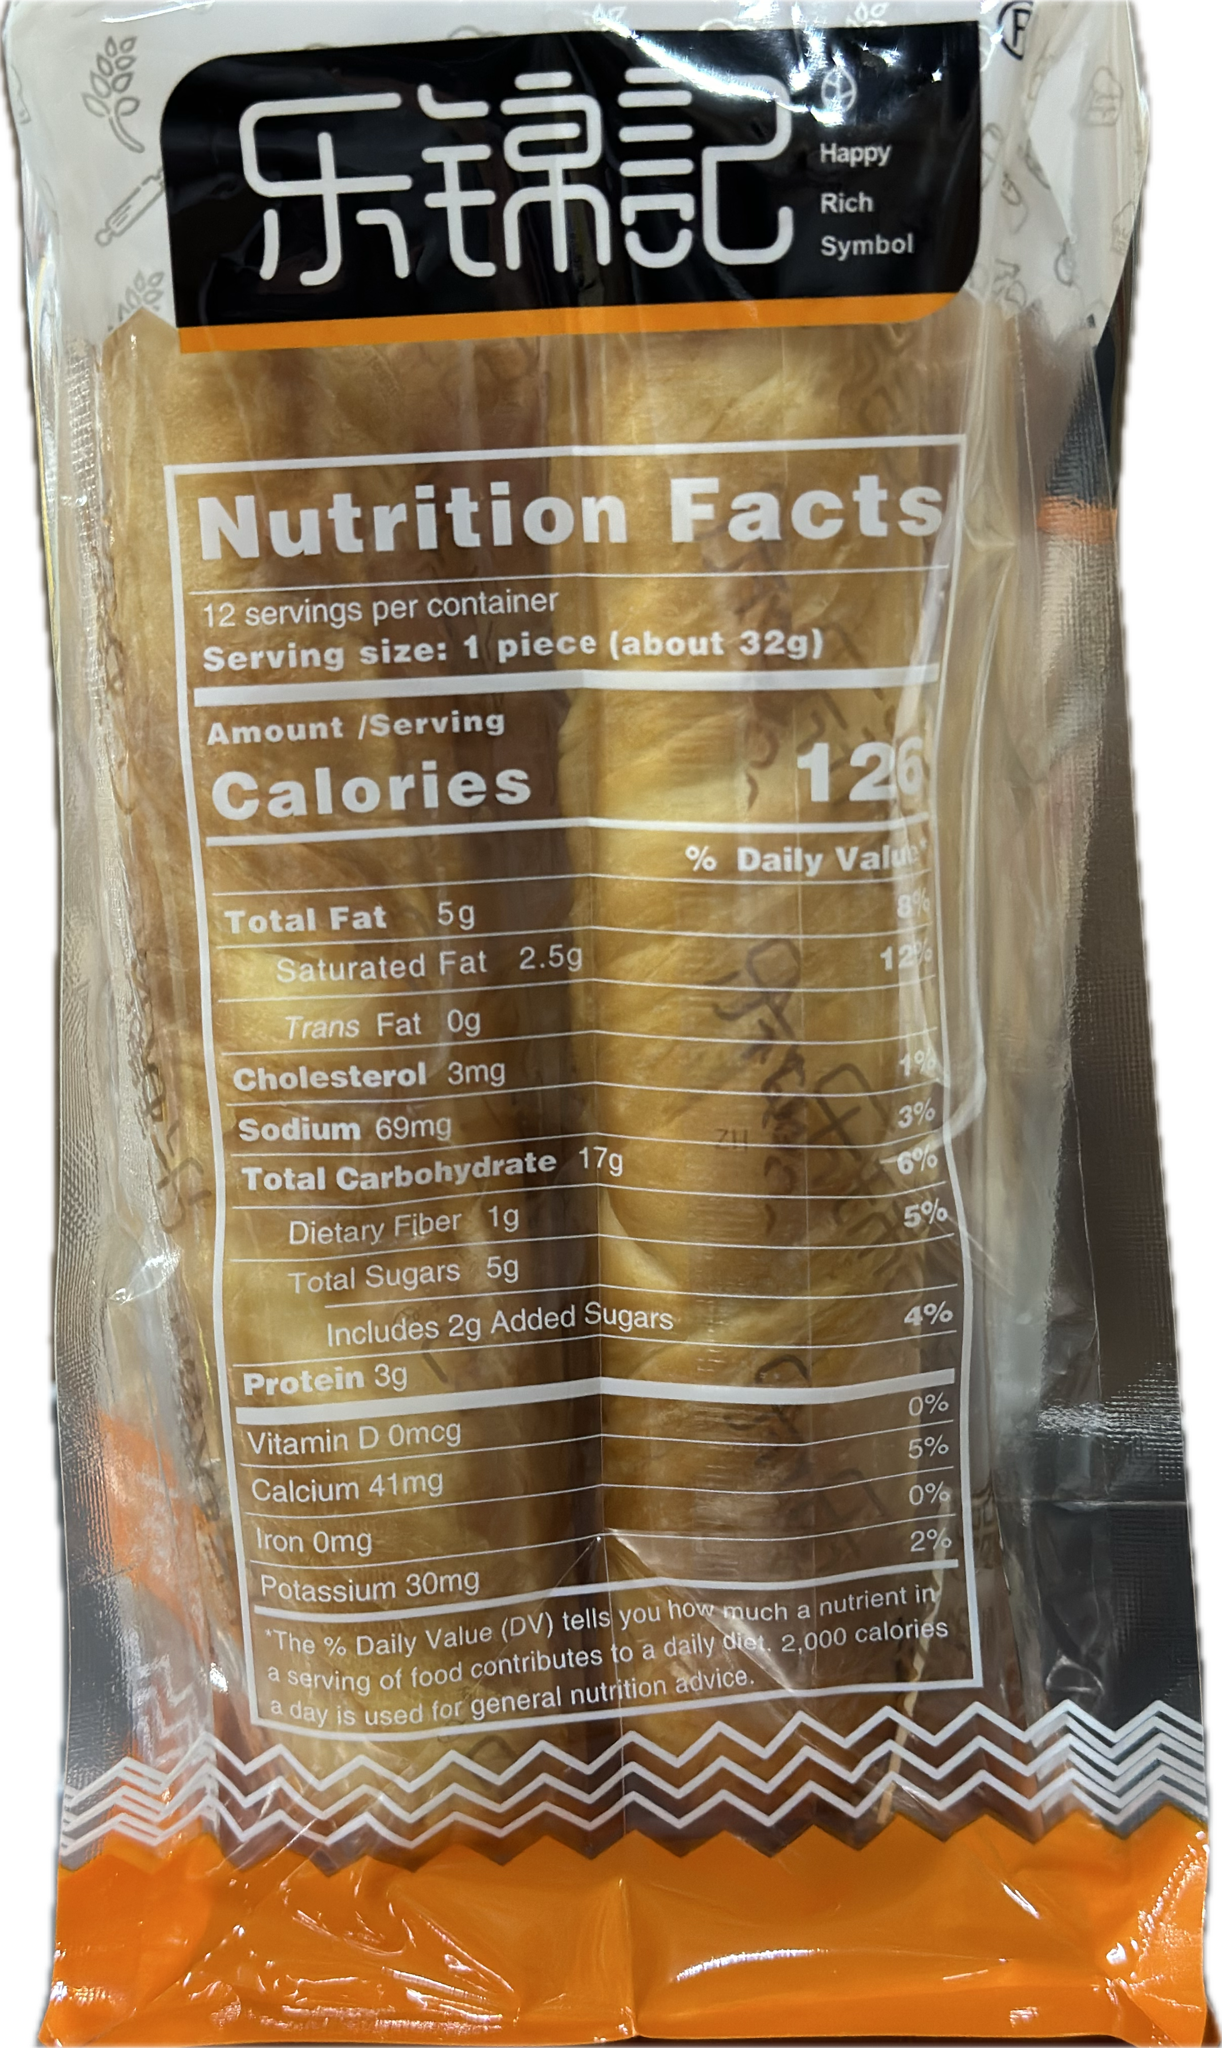 乐锦記
Happy
Rich
Symbol
®
Nutrition Facts
12 servings per container
Serving size: 1 piece (about 32g)
Amount /Serving
Calories 126
% Daily Value*
Total Fat 5g 8%
Saturated Fat 2.5g 12%
Trans Fat 0g
Cholesterol 3mg 1%
Sodium 69mg 3%
Total Carbohydrate 17g 6%
Dietary Fiber 1g 5%
Total Sugars 5g
Includes 2g Added Sugars 4%
Protein 3g
Vitamin D 0mcg 0%
Calcium 41mg 5%
Iron 0mg 0%
Potassium 30mg 2%
*The % Daily Value (DV) tells you how much a nutrient in
a serving of food contributes to a daily diet. 2,000 calories
a day is used for general nutrition advice.